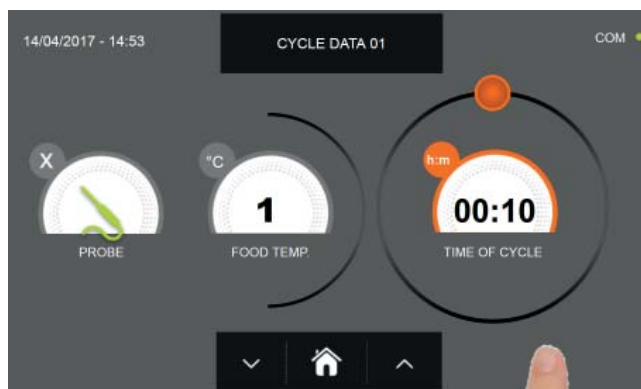 14/04/2017 - 14:53
CYCLE DATA 01
COM
X
°C
h:m
1
00:10
PROBE
FOOD TEMP.
TIME OF CYCLE